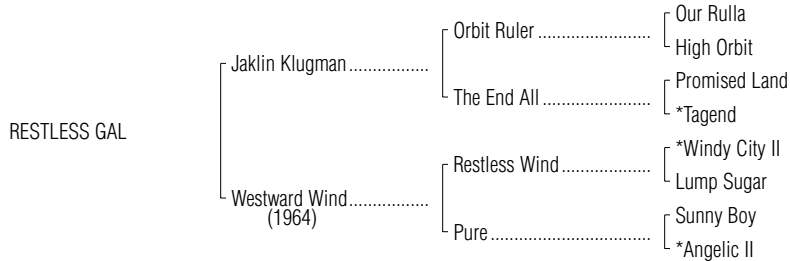 Our Rulla
Orbit Ruler ........................
High Orbit
Jaklin Klugman .................
Promised Land
The End All .......................
*Tagend
RESTLESS GAL
*Windy City II
Restless Wind ...................
Lump Sugar
Westward Wind .................
(1964)
Sunny Boy
Pure ..................................
*Angelic II